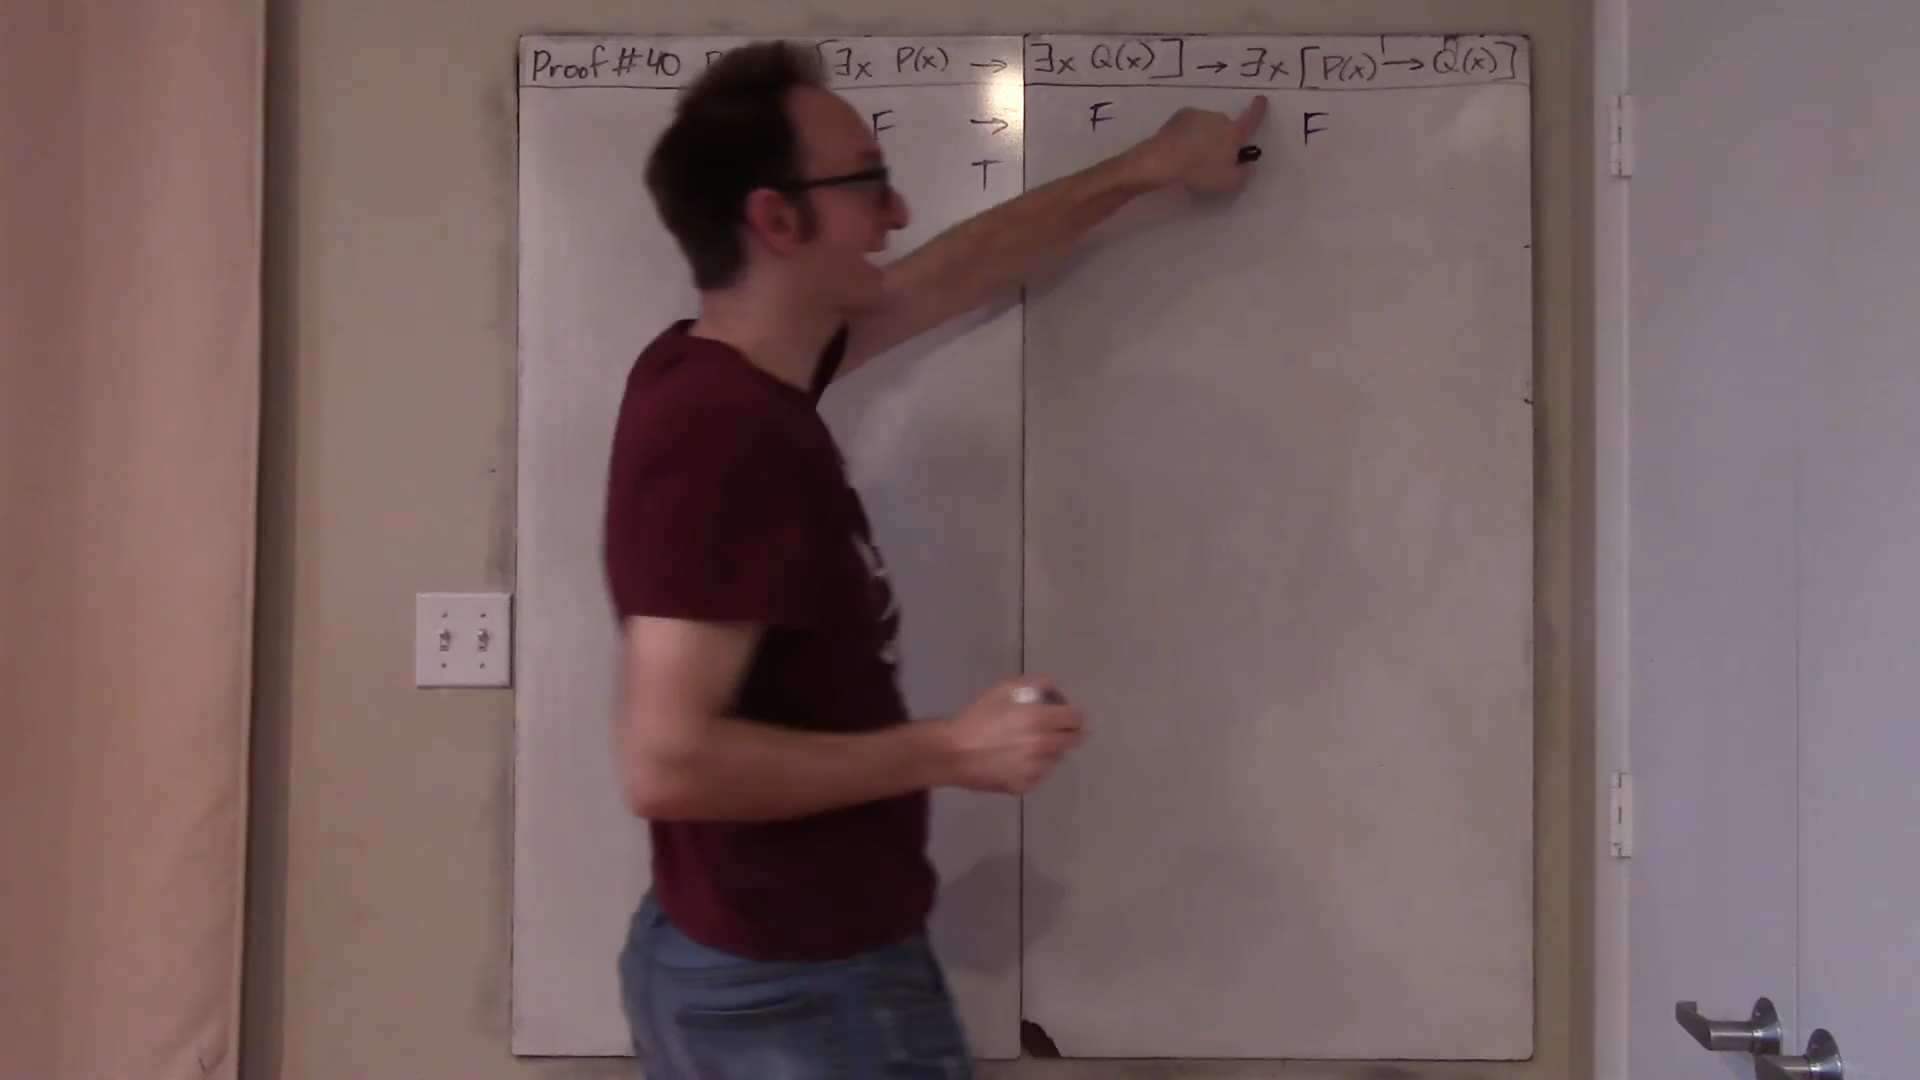 Proof #40 [∃x P(x) → ∃x Q(x)] → ∃x [P(x) → Q(x)]
F → F F
T